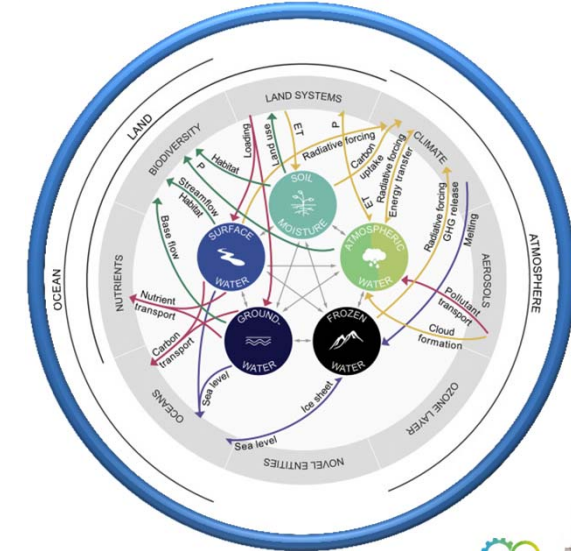 LAND
OCEAN
ATMOSPHERE
LAND SYSTEMS
CLIMATE
AEROSOLS
OZONE LAYER
NOVEL ENTITIES
OCEANS
NUTRIENTS
BIODIVERSITY
Loading
Land use
ET
P
Radiative forcing
Carbon
uptake
Radiative forcing
Energy transfer
ET
Radiative forcing
GHG release
Melting
Habitat
P
Streamflow
Habitat
Base flow
SOIL
MOISTURE
SURFACE
WATER
ATMOSPHERIC
WATER
GROUND-
WATER
FROZEN
WATER
Nutrient
transport
Carbon
transport
Pollutant
transport
Cloud
formation
Sea level
Ice sheet
Sea level